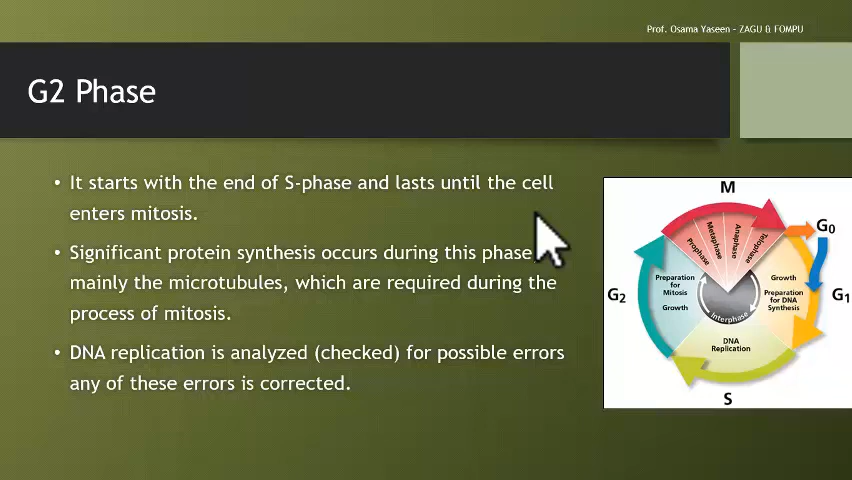 Prof. Osama Yaseen – ZAGU & FOMPU
G2 Phase
• It starts with the end of S-phase and lasts until the cell
enters mitosis.
• Significant protein synthesis occurs during this phase
mainly the microtubules, which are required during the
process of mitosis.
• DNA replication is analyzed (checked) for possible errors
any of these errors is corrected.
M
G0
G1
S
G2
Prophase
Metaphase
Anaphase
Telophase
Growth
Preparation
for DNA
Synthesis
DNA
Replication
Preparation
for
Mitosis
Growth
Interphase